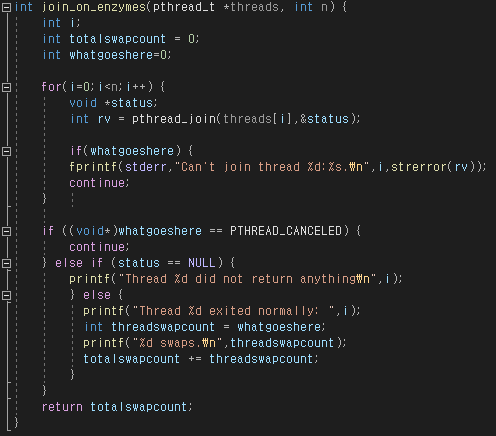 int join_on_enzymes(pthread_t *threads, int n) {
    int i;
    int totalswapcount = 0;
    int whatgoeshere=0;

    for(i=0;i<n;i++) {
        void *status;
        int rv = pthread_join(threads[i],&status);

        if(whatgoeshere) {
        fprintf(stderr,"Can't join thread %d:%s.₩n",i,strerror(rv));
        continue;
    }

    if ((void*)whatgoeshere == PTHREAD_CANCELED) {
        continue;
    } else if (status == NULL) {
        printf("Thread %d did not return anything₩n",i);
        } else {
          printf("Thread %d exited normally: ",i);
          int threadswapcount = whatgoeshere;
          printf("%d swaps.₩n",threadswapcount);
          totalswapcount += threadswapcount;
        }
    }
    return totalswapcount;
}